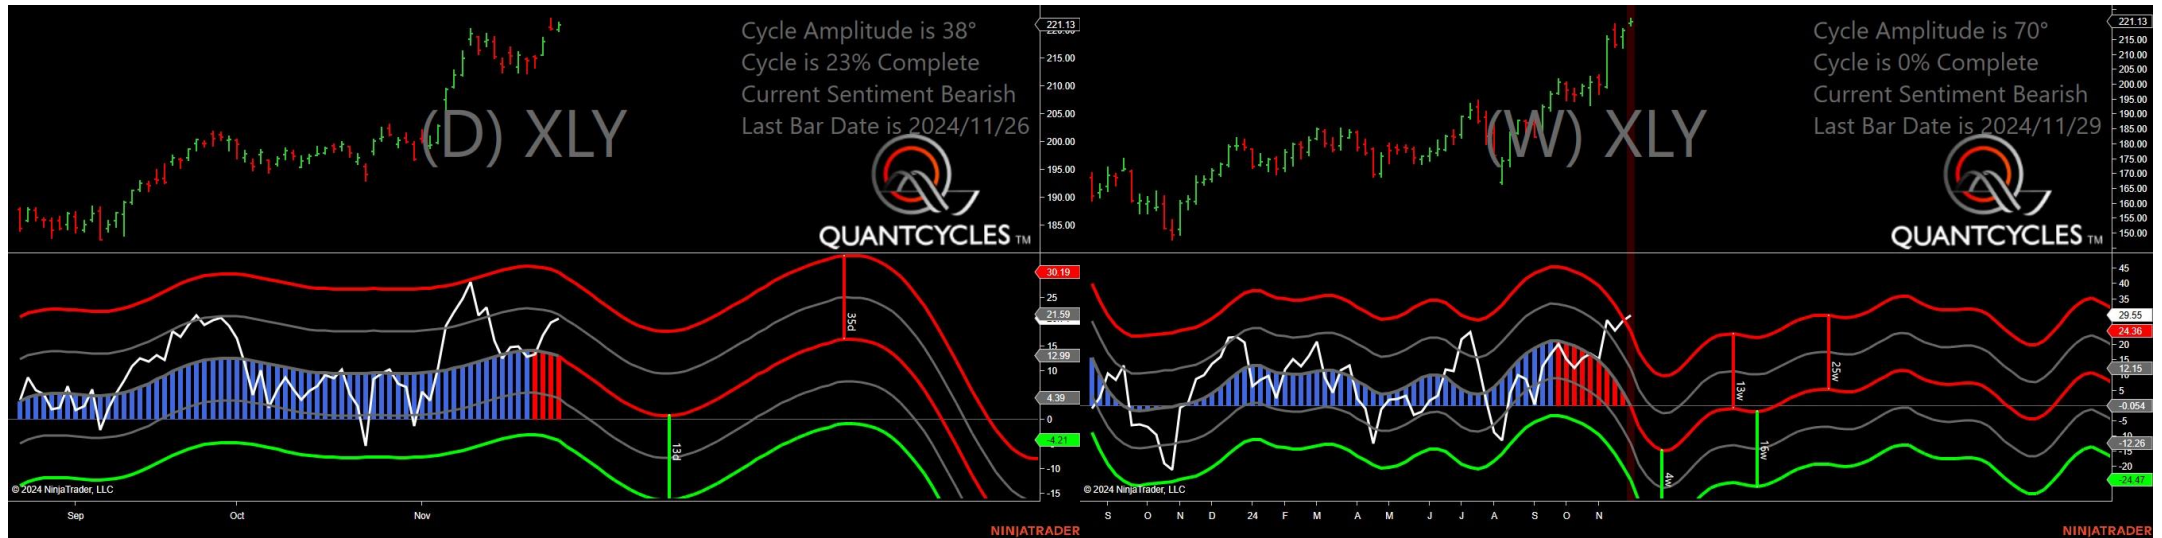 Cycle Amplitude is 38°
Cycle is 23% Complete
Current Sentiment Bearish
Last Bar Date is 2024/11/26
(D) XLY
QUANTCYCLES TM
221.13
215.00
210.00
205.00
200.00
195.00
190.00
185.00
30.19
25
21.59
15
12.99
10
4.39
0
-4.21
-10
-15
35d
13d
© 2024 NinjaTrader, LLC
Sep Oct Nov
NINJATRADER
Cycle Amplitude is 70°
Cycle is 0% Complete
Current Sentiment Bearish
Last Bar Date is 2024/11/29
(W) XLY
QUANTCYCLES TM
221.13
215.00
210.00
205.00
200.00
195.00
190.00
185.00
180.00
175.00
170.00
165.00
160.00
155.00
150.00
45
40
35
29.55
24.36
20
15
12.15
5
-0.054
-5
-12.26
-15
-20
-24.47
13w
25w
16w
4w
© 2024 NinjaTrader, LLC
S O N D 24 F M A M J J A S O N
NINJATRADER